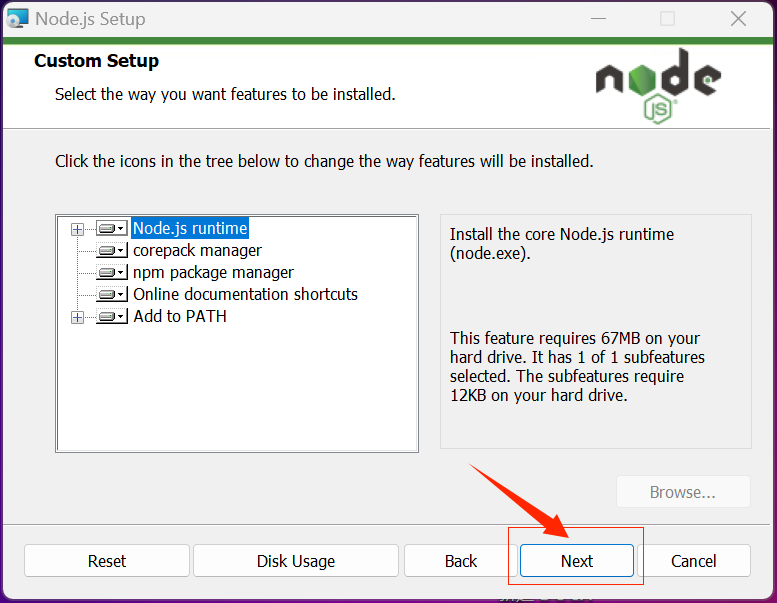 Node.js Setup
Custom Setup
Select the way you want features to be installed.
node
JS
Click the icons in the tree below to change the way features will be installed.
Node.js runtime
corepack manager
npm package manager
Online documentation shortcuts
Add to PATH
Install the core Node.js runtime
(node.exe).
This feature requires 67MB on your
hard drive. It has 1 of 1 subfeatures
selected. The subfeatures require
12KB on your hard drive.
Browse...
Reset
Disk Usage
Back
Next
Cancel